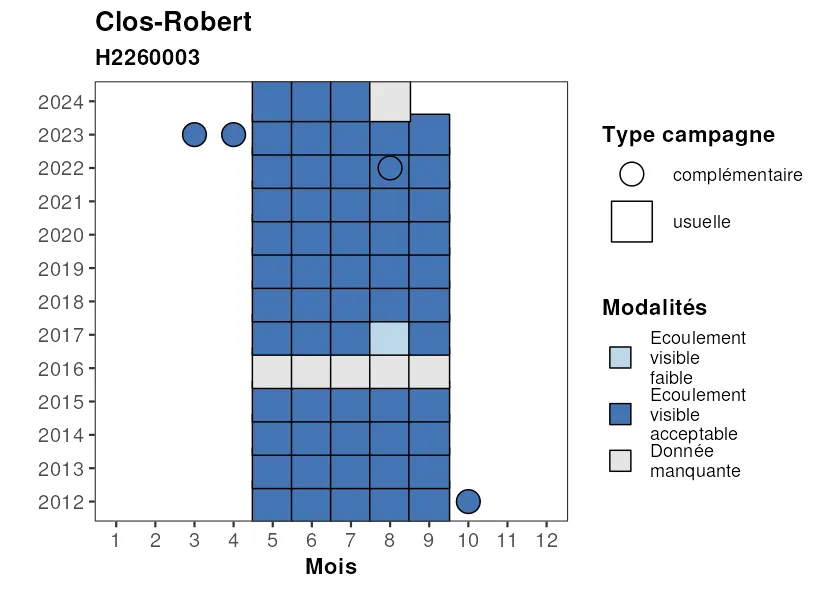 Clos-Robert
H2260003
2024
2023
2022
2021
2020
2019
2018
2017
2016
2015
2014
2013
2012
1 2 3 4 5 6 7 8 9 10 11 12
Mois
Type campagne
complémentaire
usuelle
Modalités
Ecoulement
visible
faible
Ecoulement
visible
acceptable
Donnée
manquante